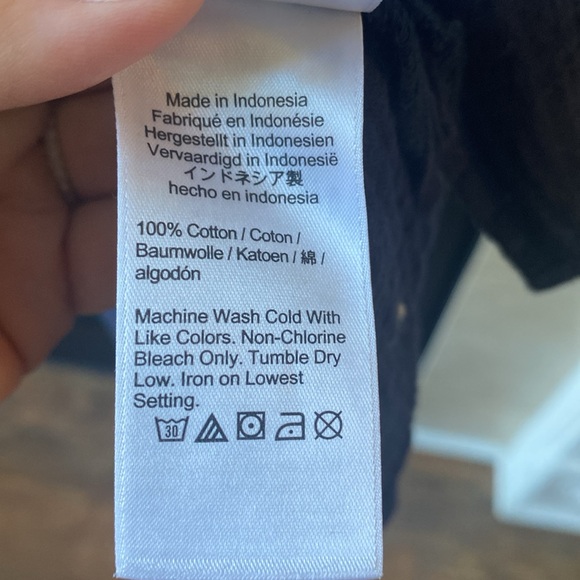 Made in Indonesia
Fabriqué en Indonésie
Hergestellt in Indonesien
Vervaardigd in Indonesië
インドネシア製
hecho en indonesia
100% Cotton / Coton /
Baumwolle / Katoen / 綿 /
algodón
Machine Wash Cold With
Like Colors. Non-Chlorine
Bleach Only. Tumble Dry
Low. Iron on Lowest
Setting.
30